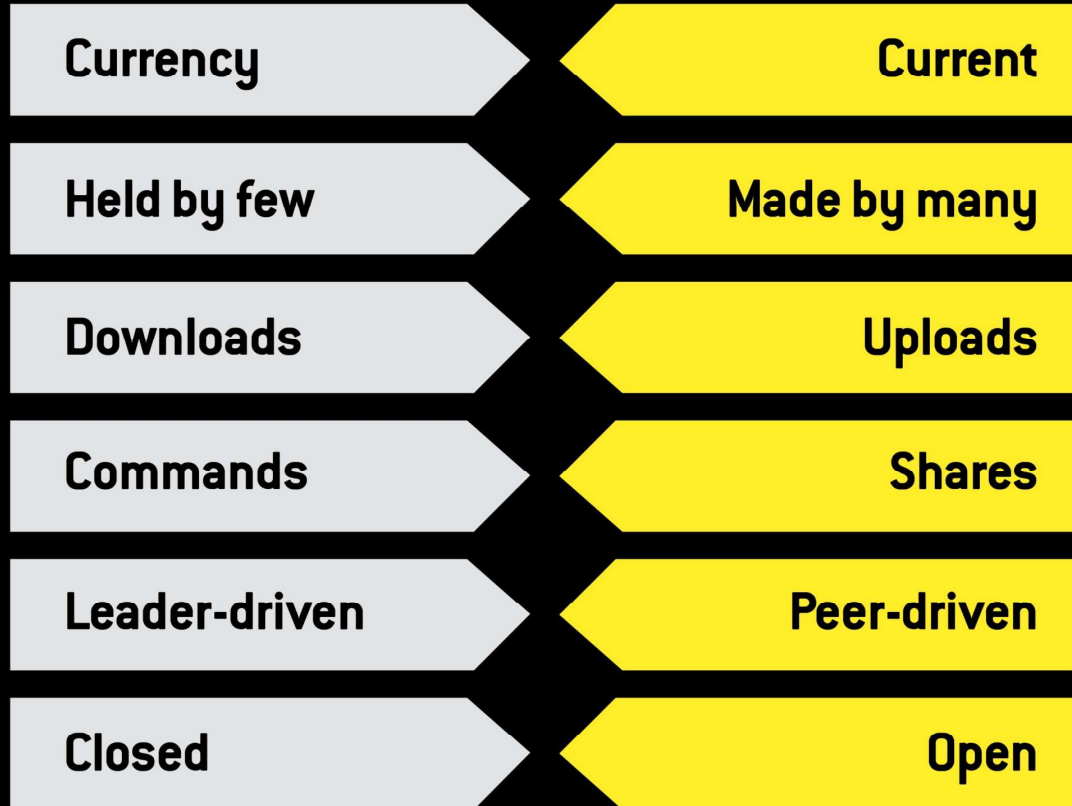 Currency
Current
Held by few
Made by many
Downloads
Uploads
Commands
Shares
Leader-driven
Peer-driven
Closed
Open